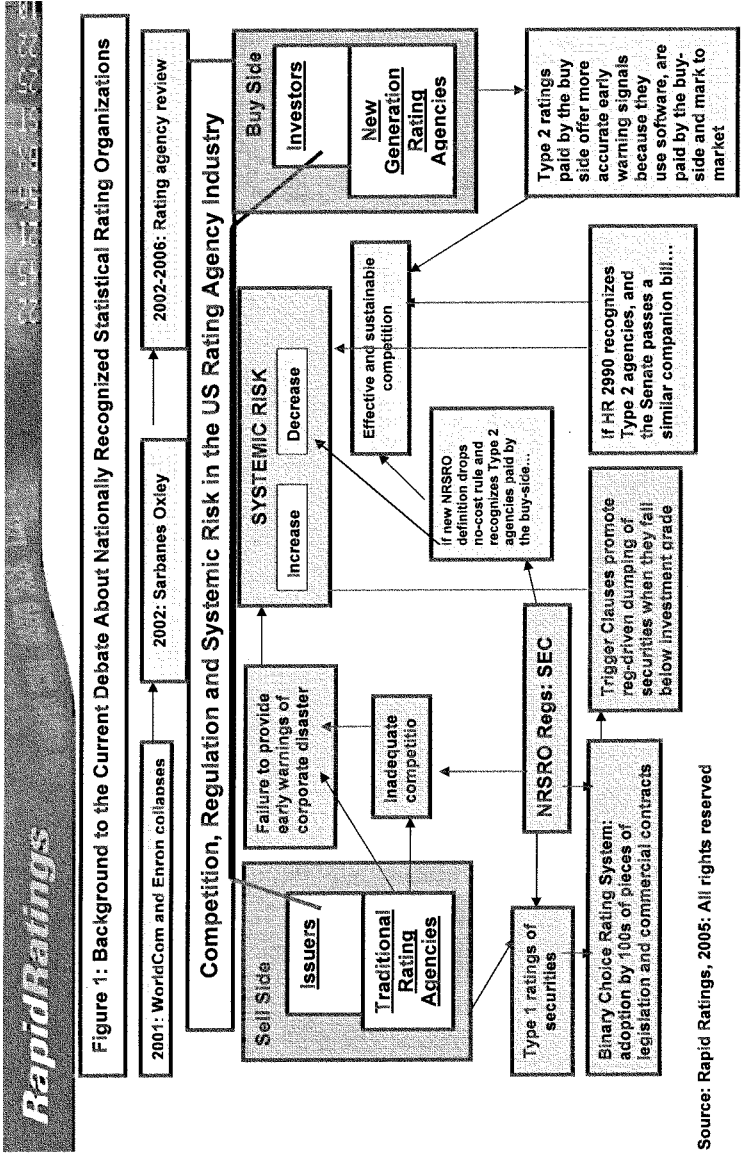 RapidRatings
Figure 1: Background to the Current Debate About Nationally Recognized Statistical Rating Organizations
2001: WorldCom and Enron collapses
2002: Sarbanes Oxley
2002-2006: Rating agency review
Competition, Regulation and Systemic Risk in the US Rating Agency Industry
Sell Side
Issuers
Traditional
Rating
Agencies
Failure to provide
early warnings of
corporate disaster
Inadequate
competitio
SYSTEMIC RISK
Increase
Decrease
Effective and sustainable
competition
Buy Side
Investors
New
Generation
Rating
Agencies
Type 1 ratings of
securities
NRSRO Regs: SEC
If new NRSRO
definition drops
no-cost rule and
recognizes Type 2
agencies paid by
the buy-side...
Binary Choice Rating System:
adoption by 100s of pieces of
legislation and commercial contracts
Trigger Clauses promote
reg-driven dumping of
securities when they fall
below investment grade
If HR 2990 recognizes
Type 2 agencies, and
the Senate passes a
similar companion bill...
Type 2 ratings
paid by the buy
side offer more
accurate early
warning signals
because they
use software, are
paid by the buy-
side and mark to
market
Source: Rapid Ratings, 2005: All rights reserved